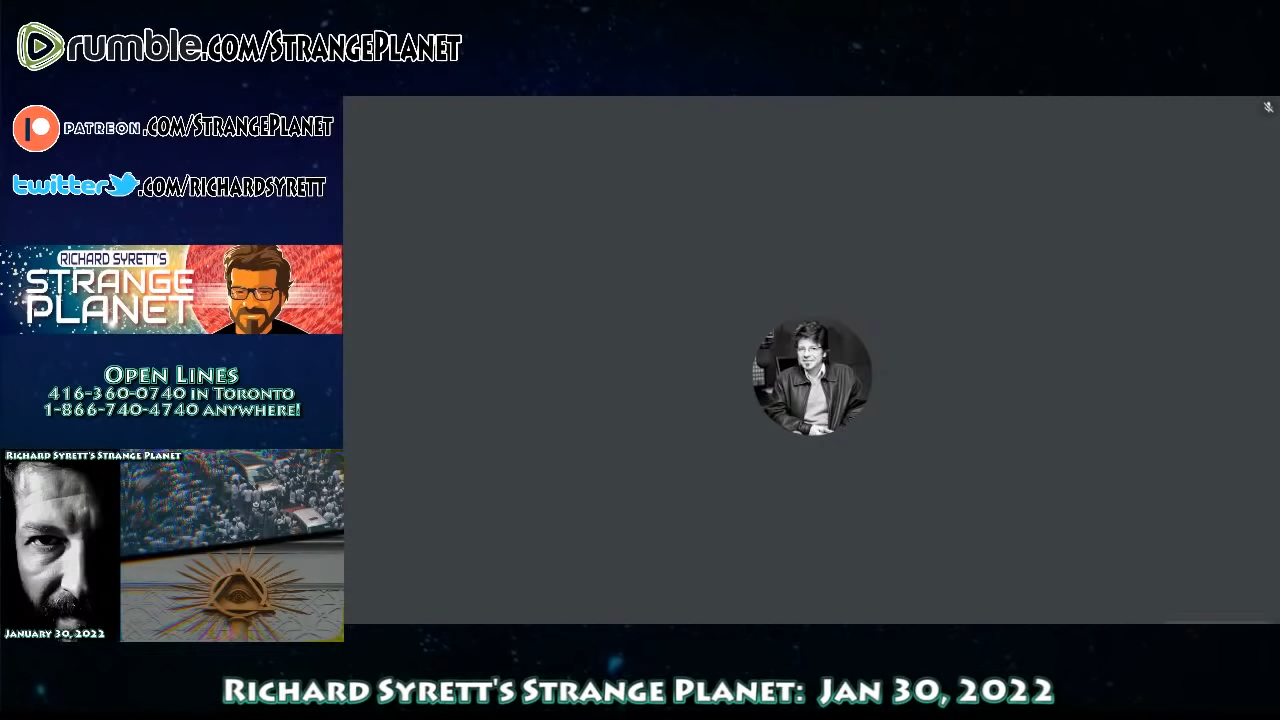 rumble.com/StrangePlanet
PATREON.com/StrangePlanet
twitter.com/richardsyrett
RICHARD SYRETT'S
STRANGE
PLANET
Open Lines
416-360-0740 in Toronto
1-866-740-4740 anywhere!
Richard Syrett's Strange Planet
January 30, 2022
Richard Syrett's Strange Planet: Jan 30, 2022